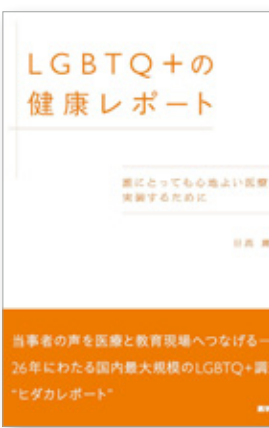 LGBTQ+の
健康レポート
誰にとっても心地よい医療
実装するために
日高
当事者の声を医療と教育現場へつなげる—
26年にわたる国内最大規模のLGBTQ+調
"ヒダカレポート"